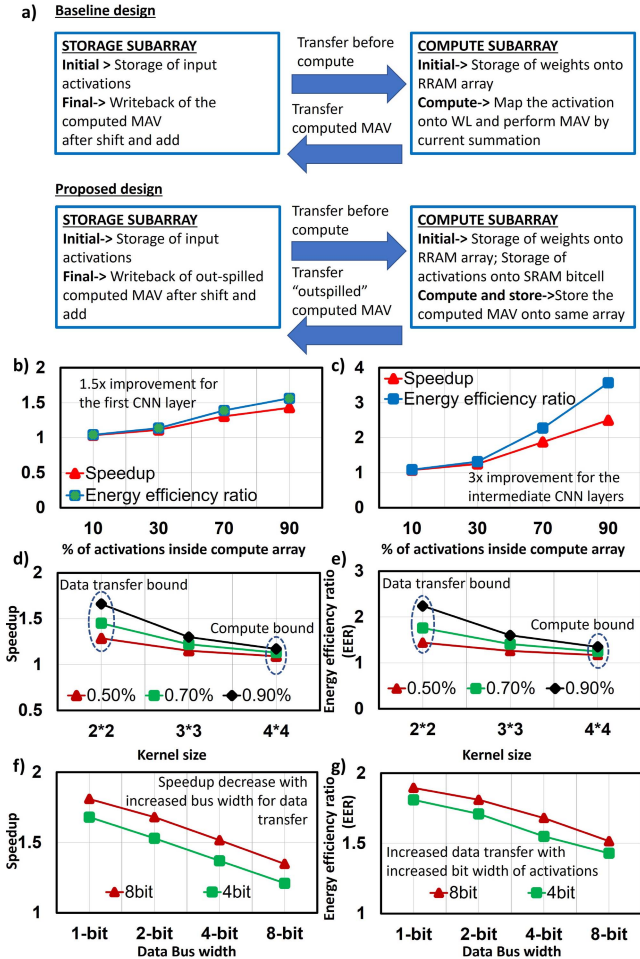 a)
Baseline design
STORAGE SUBARRAY
Initial > Storage of input
activations
Final-> Writeback of the
computed MAV
after shift and add
Transfer before
compute
Transfer
computed MAV
COMPUTE SUBARRAY
Initial-> Storage of weights onto
RRAM array
Compute-> Map the activation
onto WL and perform MAV by
current summation
Proposed design
STORAGE SUBARRAY
Initial-> Storage of input
activations
Final-> Writeback of out-spilled
computed MAV after shift and
add
Transfer before
compute
Transfer
“outspilled”
computed MAV
COMPUTE SUBARRAY
Initial-> Storage of weights onto
RRAM array; Storage of
activations onto SRAM bitcell
Compute and store->Store the
computed MAV onto same array
b)
2
1.5
1
0.5
0
1.5x improvement for
the first CNN layer
Speedup
Energy efficiency ratio
10 30 70 90
% of activations inside compute array
c)
4
3
2
1
0
Speedup
Energy efficiency ratio
3x improvement for the
intermediate CNN layers
10 30 70 90
% of activations inside compute array
d)
Speedup
2
1.5
1
0.5
Data transfer bound
Compute bound
0.50% 0.70% 0.90%
2*2 3*3 4*4
Kernel size
e)
Energy efficiency ratio
(EER)
3
2
1
0
Data transfer bound
Compute bound
0.50% 0.70% 0.90%
2*2 3*3 4*4
Kernel size
f)
Speedup
2
1.5
1
Speedup decrease with
increased bus width for data
transfer
8bit 4bit
1-bit 2-bit 4-bit 8-bit
Data Bus width
g)
Energy efficiency ratio
(EER)
2
1.5
1
Increased data transfer with
increased bit width of activations
8bit 4bit
1-bit 2-bit 4-bit 8-bit
Data Bus width